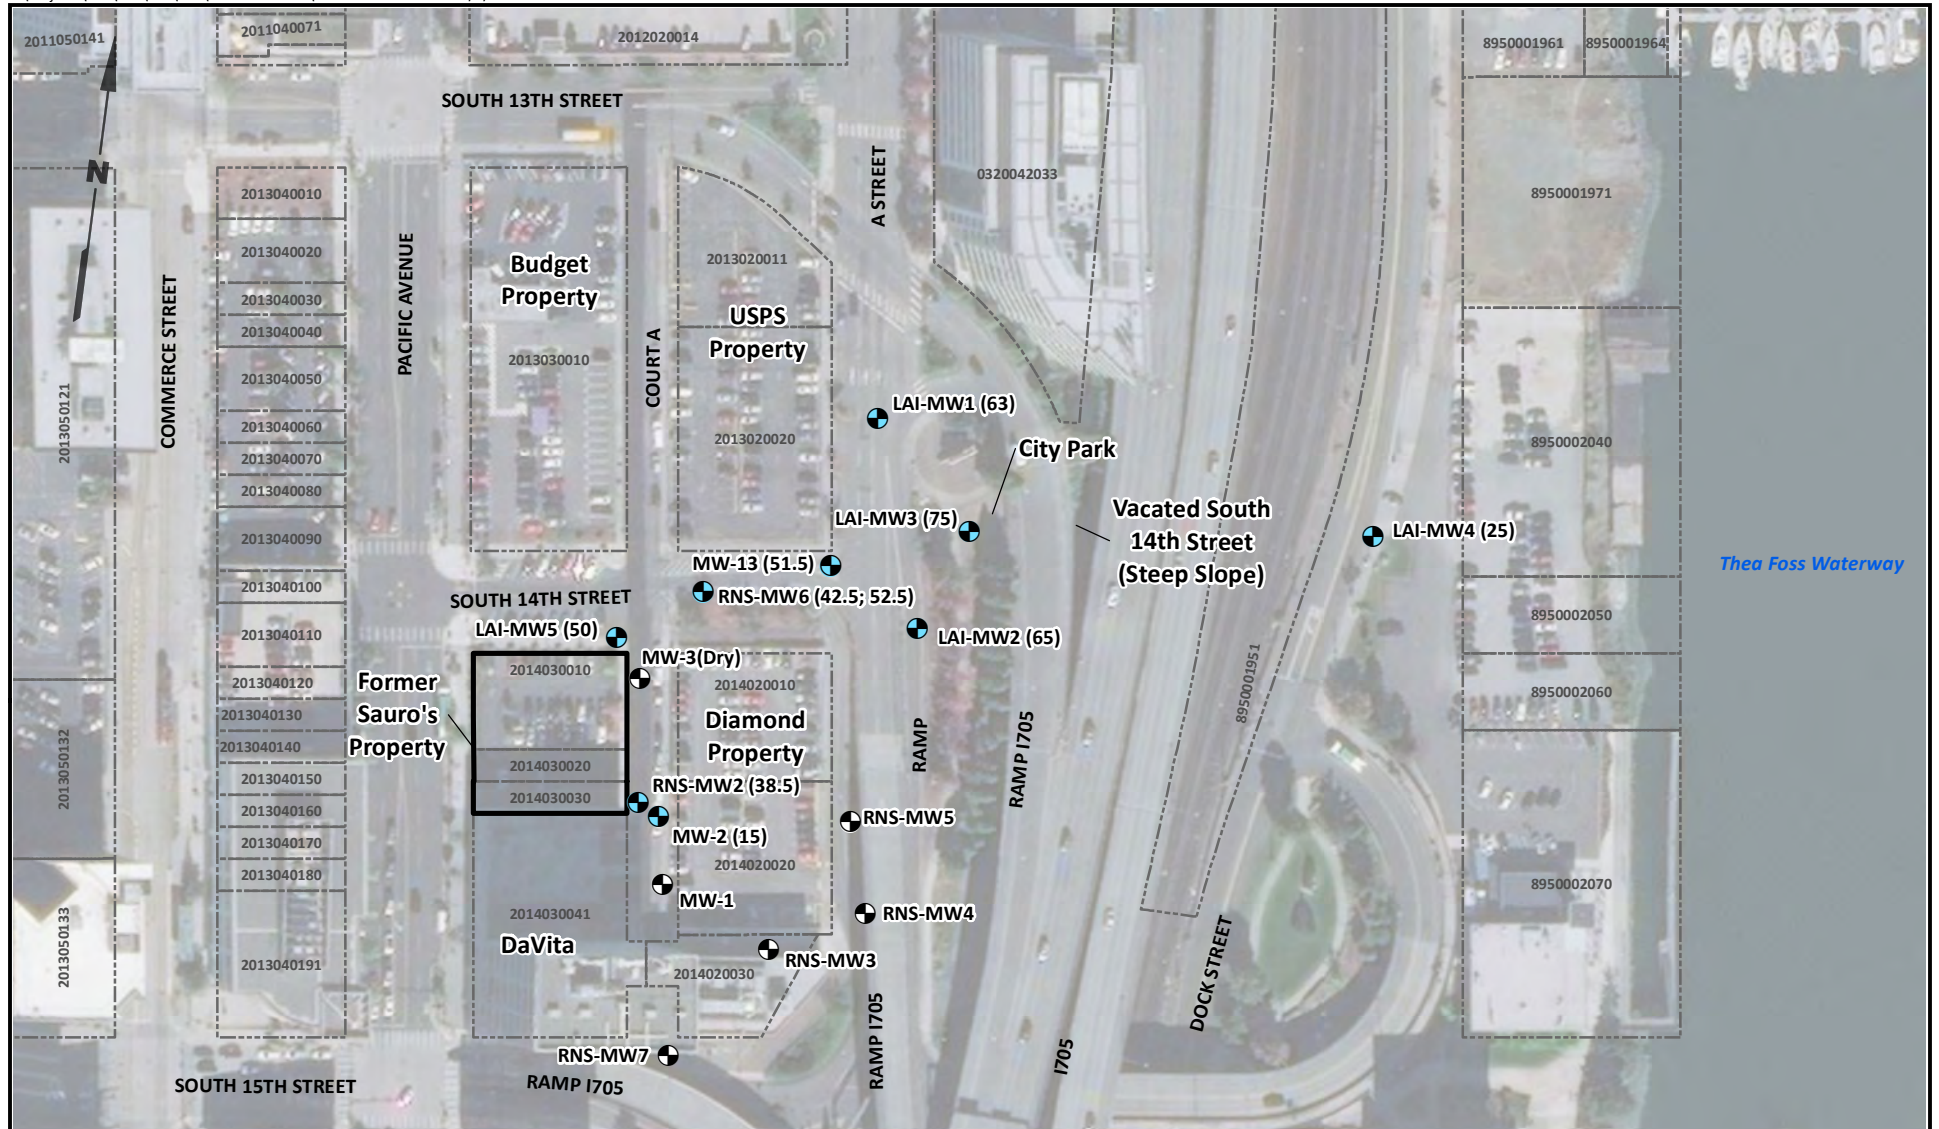 2011050141
2011040071
2012020014
8950001961
8950001964
SOUTH 13TH STREET
N
A STREET
0320042033
8950001971
2013040010
2013040020
2013040030
2013040040
2013040050
2013040060
2013040070
2013040080
2013040090
2013040100
2013040110
2013040120
2013040130
2013040140
2013040150
2013040160
2013040170
2013040180
2013040191
COMMERCE STREET
PACIFIC AVENUE
COURT A
2013050121
2013050132
2013050133
Budget
Property
2013030010
2013020011
USPS
Property
2013020020
LAI-MW1 (63)
City Park
LAI-MW3 (75)
Vacated South
14th Street
(Steep Slope)
LAI-MW4 (25)
8950002040
Thea Foss Waterway
MW-13 (51.5)
RNS-MW6 (42.5; 52.5)
SOUTH 14TH STREET
LAI-MW5 (50)
LAI-MW2 (65)
8950002050
MW-3(Dry)
2014030010
2014020010
Former
Sauro's
Property
Diamond
Property
8950001951
8950002060
RAMP
RAMP I705
2014030020
2014030030
RNS-MW2 (38.5)
MW-2 (15)
RNS-MW5
2014020020
MW-1
8950002070
2014030041
RNS-MW4
DaVita
RNS-MW3
2014020030
DOCK STREET
RAMP I705
I705
RNS-MW7
SOUTH 15TH STREET
RAMP I705